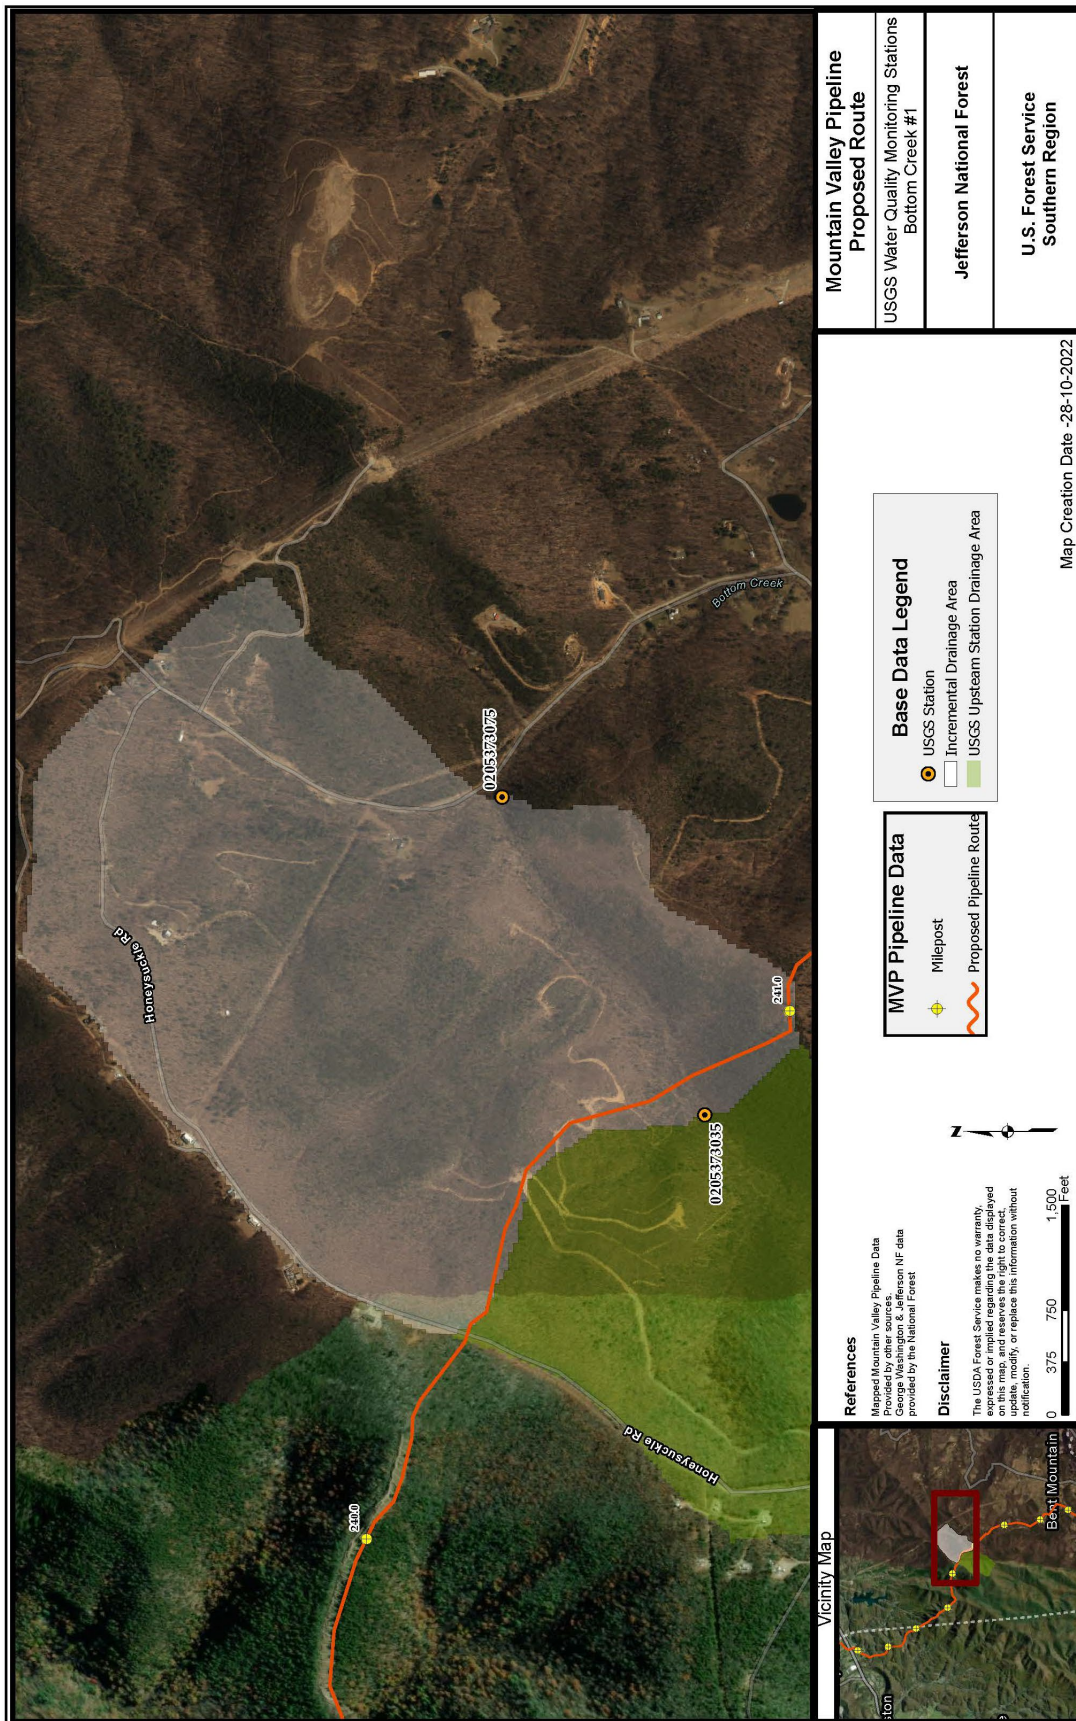 Honeysuckle Rd
0205373075
Bottom Creek
241.0
0205373035
240.0
Honeysuckle Rd
Vicinity Map
Bent Mountain
ston
e
References
Mapped Mountain Valley Pipeline Data
Provided by other sources.
George Washington & Jefferson NF data
provided by the National Forest
Disclaimer
The USDA Forest Service makes no warranty,
expressed or implied regarding the data displayed
on this map, and reserves the right to correct,
update, modify, or replace this information without
notification.
0 375 750 1,500
Feet
N
MVP Pipeline Data
Milepost
Proposed Pipeline Route
Base Data Legend
USGS Station
Incremental Drainage Area
USGS Upsteam Station Drainage Area
Map Creation Date -28-10-2022
Mountain Valley Pipeline
Proposed Route
USGS Water Quality Monitoring Stations
Bottom Creek #1
Jefferson National Forest
U.S. Forest Service
Southern Region